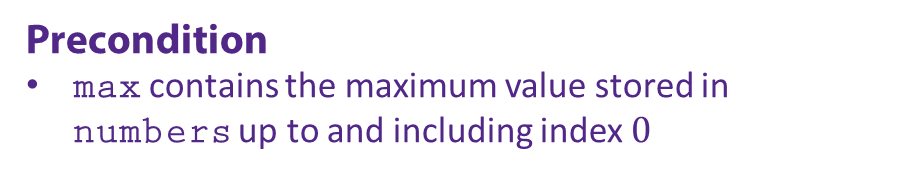 Precondition
• max contains the maximum value stored in
numbers up to and including index 0